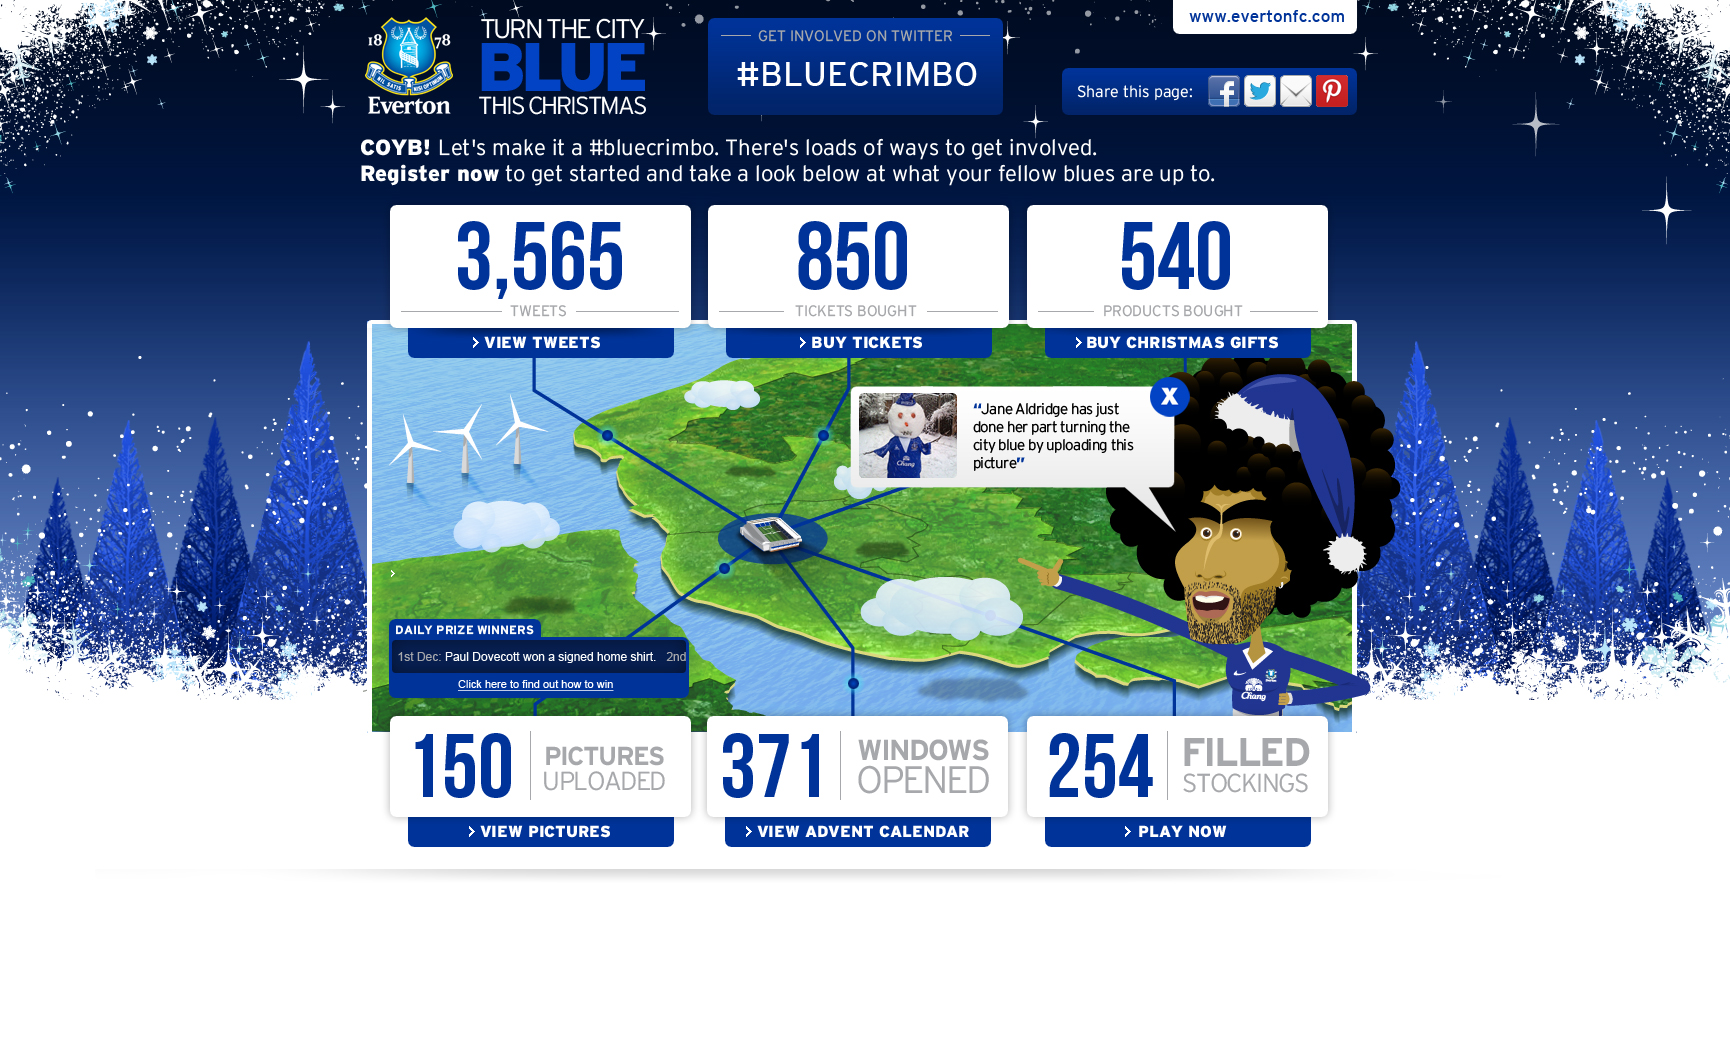 18 78
NIL SATIS NISI OPTIMUM
Everton
TURN THE CITY
BLUE
THIS CHRISTMAS
GET INVOLVED ON TWITTER
#BLUECRIMBO
www.evertonfc.com
Share this page:
COYB! Let's make it a #bluecrimbo. There's loads of ways to get involved.
Register now to get started and take a look below at what your fellow blues are up to.
3,565
TWEETS
> VIEW TWEETS
850
TICKETS BOUGHT
> BUY TICKETS
540
PRODUCTS BOUGHT
> BUY CHRISTMAS GIFTS
X
“Jane Aldridge has just
done her part turning the
city blue by uploading this
picture”
Chang
>
DAILY PRIZE WINNERS
1st Dec: Paul Dovecott won a signed home shirt. 2nd
Click here to find out how to win
Chang
150
PICTURES
UPLOADED
> VIEW PICTURES
371
WINDOWS
OPENED
> VIEW ADVENT CALENDAR
254
FILLED
STOCKINGS
> PLAY NOW